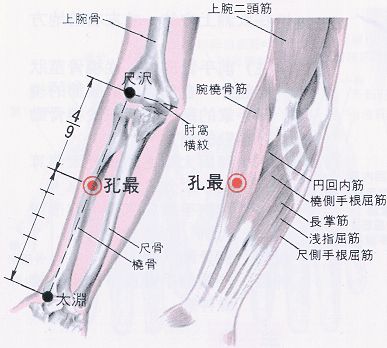 上腕骨
尺沢
4
9
肘窩
横紋
孔最
尺骨
橈骨
太淵
上腕二頭筋
腕橈骨筋
孔最
円回内筋
橈側手根屈筋
長掌筋
浅指屈筋
尺側手根屈筋